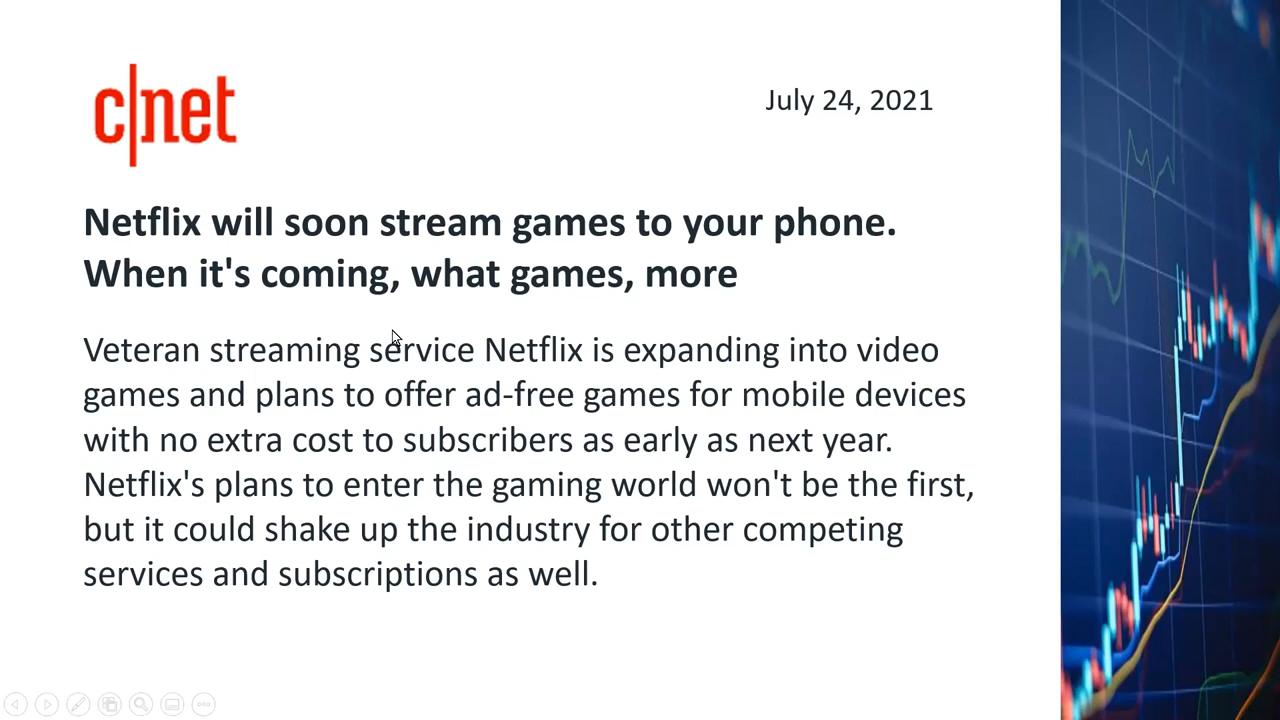 c|net
July 24, 2021
Netflix will soon stream games to your phone.
When it's coming, what games, more
Veteran streaming service Netflix is expanding into video
games and plans to offer ad-free games for mobile devices
with no extra cost to subscribers as early as next year.
Netflix's plans to enter the gaming world won't be the first,
but it could shake up the industry for other competing
services and subscriptions as well.